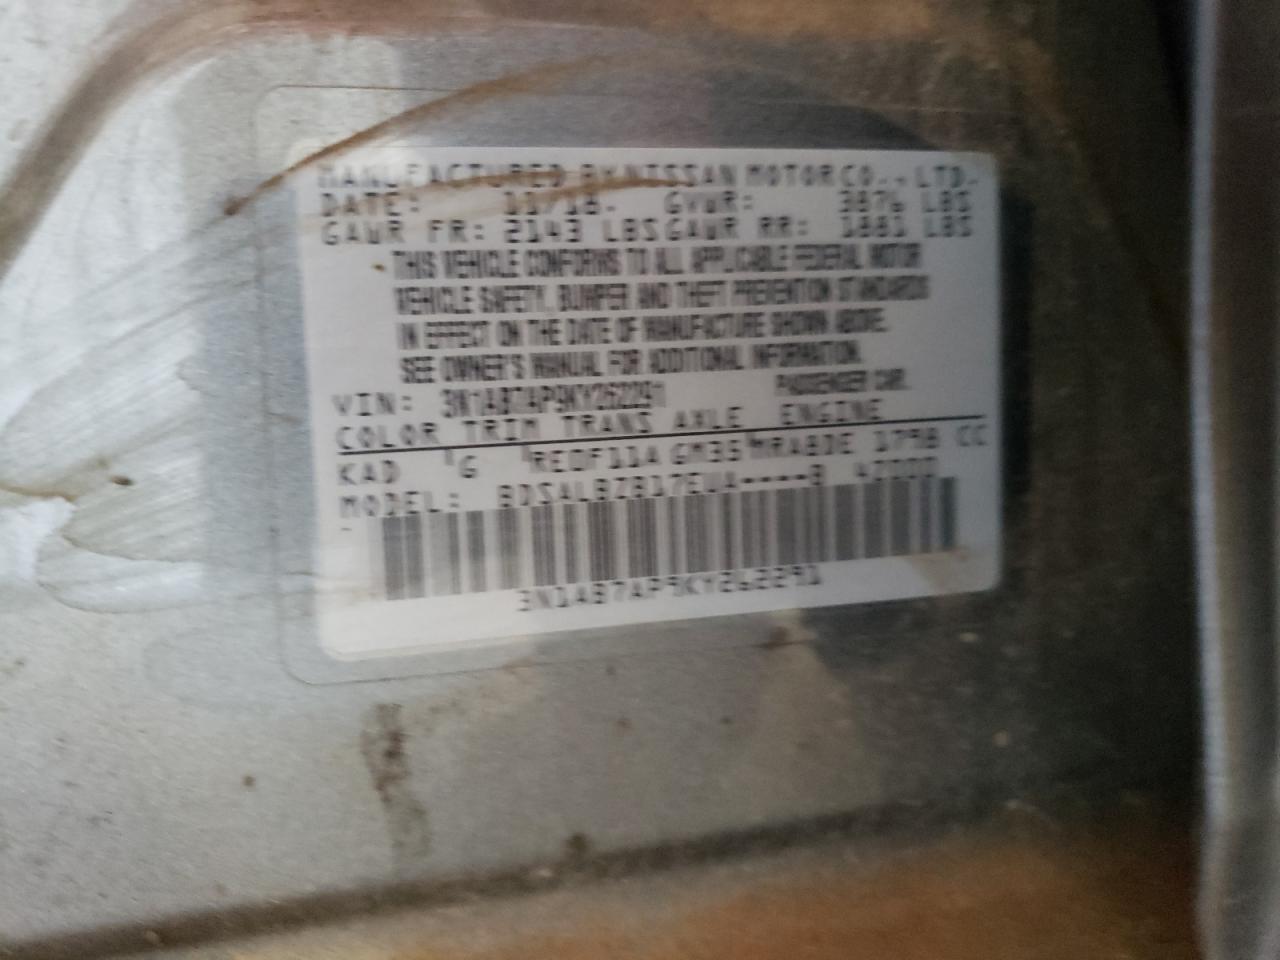 MANUFACTURED BY NISSAN MOTOR CO., LTD.
DATE: 11/18. GVWR: 3876 LBS
GAWR FR: 2143 LBS GAWR RR: 1881 LBS
THIS VEHICLE CONFORMS TO ALL APPLICABLE FEDERAL MOTOR
VEHICLE SAFETY, BUMPER AND THEFT PREVENTION STANDARDS
IN EFFECT ON THE DATE OF MANUFACTURE SHOWN ABOVE.
SEE OWNER'S MANUAL FOR ADDITIONAL INFORMATION.
VIN: 3N1AB7AP9KY262291 PASSENGER CAR.
COLOR TRIM TRANS AXLE ENGINE
KAD G RE0F11A GM35 MRA8DE 1798 CC
MODEL:
3N1AB7AP9KY262291